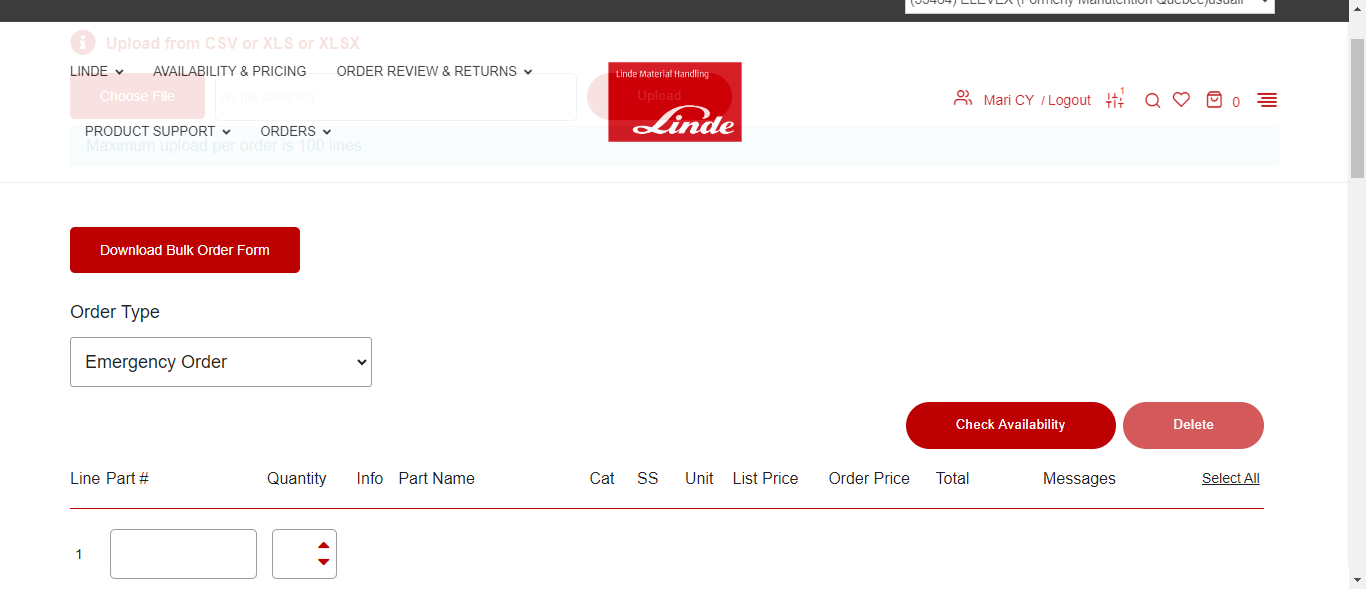 (55464) ELEVEX (Formerly Manutention Quebec)usdall
Upload from CSV or XLS or XLSX
LINDE AVAILABILITY & PRICING ORDER REVIEW & RETURNS
Linde Material Handling
Choose File no file selected Upload
Mari CY / Logout 1 0
Linde
PRODUCT SUPPORT ORDERS
Maximum upload per order is 100 lines
Download Bulk Order Form
Order Type
Emergency Order
Check Availability Delete
Line Part # Quantity Info Part Name Cat SS Unit List Price Order Price Total Messages Select All
1